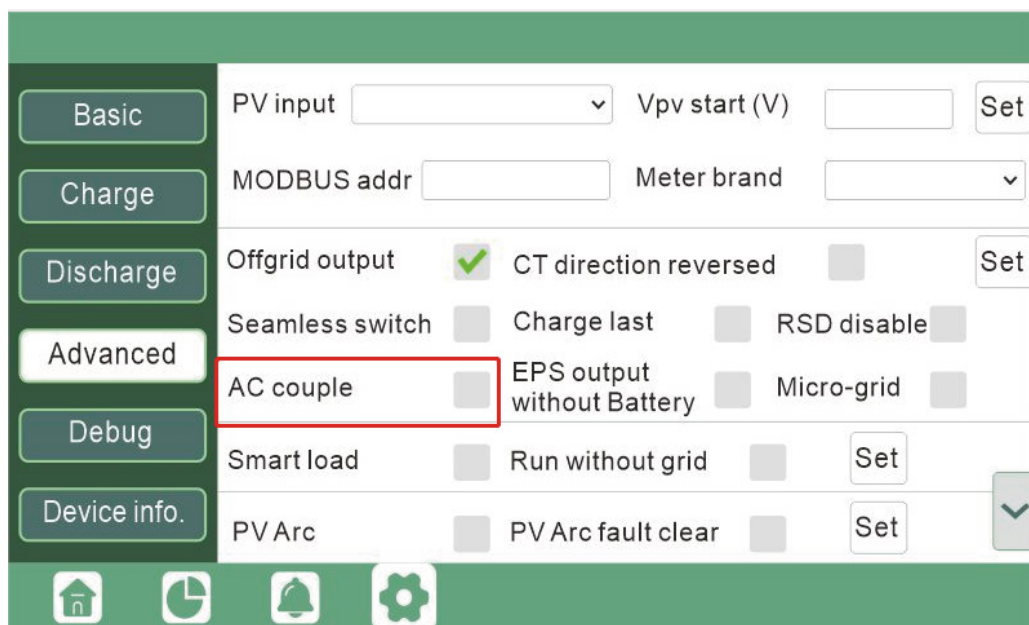 Basic
Charge
Discharge
Advanced
Debug
Device info.
PV input
Vpv start (V)
Set
MODBUS addr
Meter brand
Offgrid output
CT direction reversed
Set
Seamless switch
Charge last
RSD disable
AC couple
EPS output
without Battery
Micro-grid
Smart load
Run without grid
Set
PV Arc
PV Arc fault clear
Set